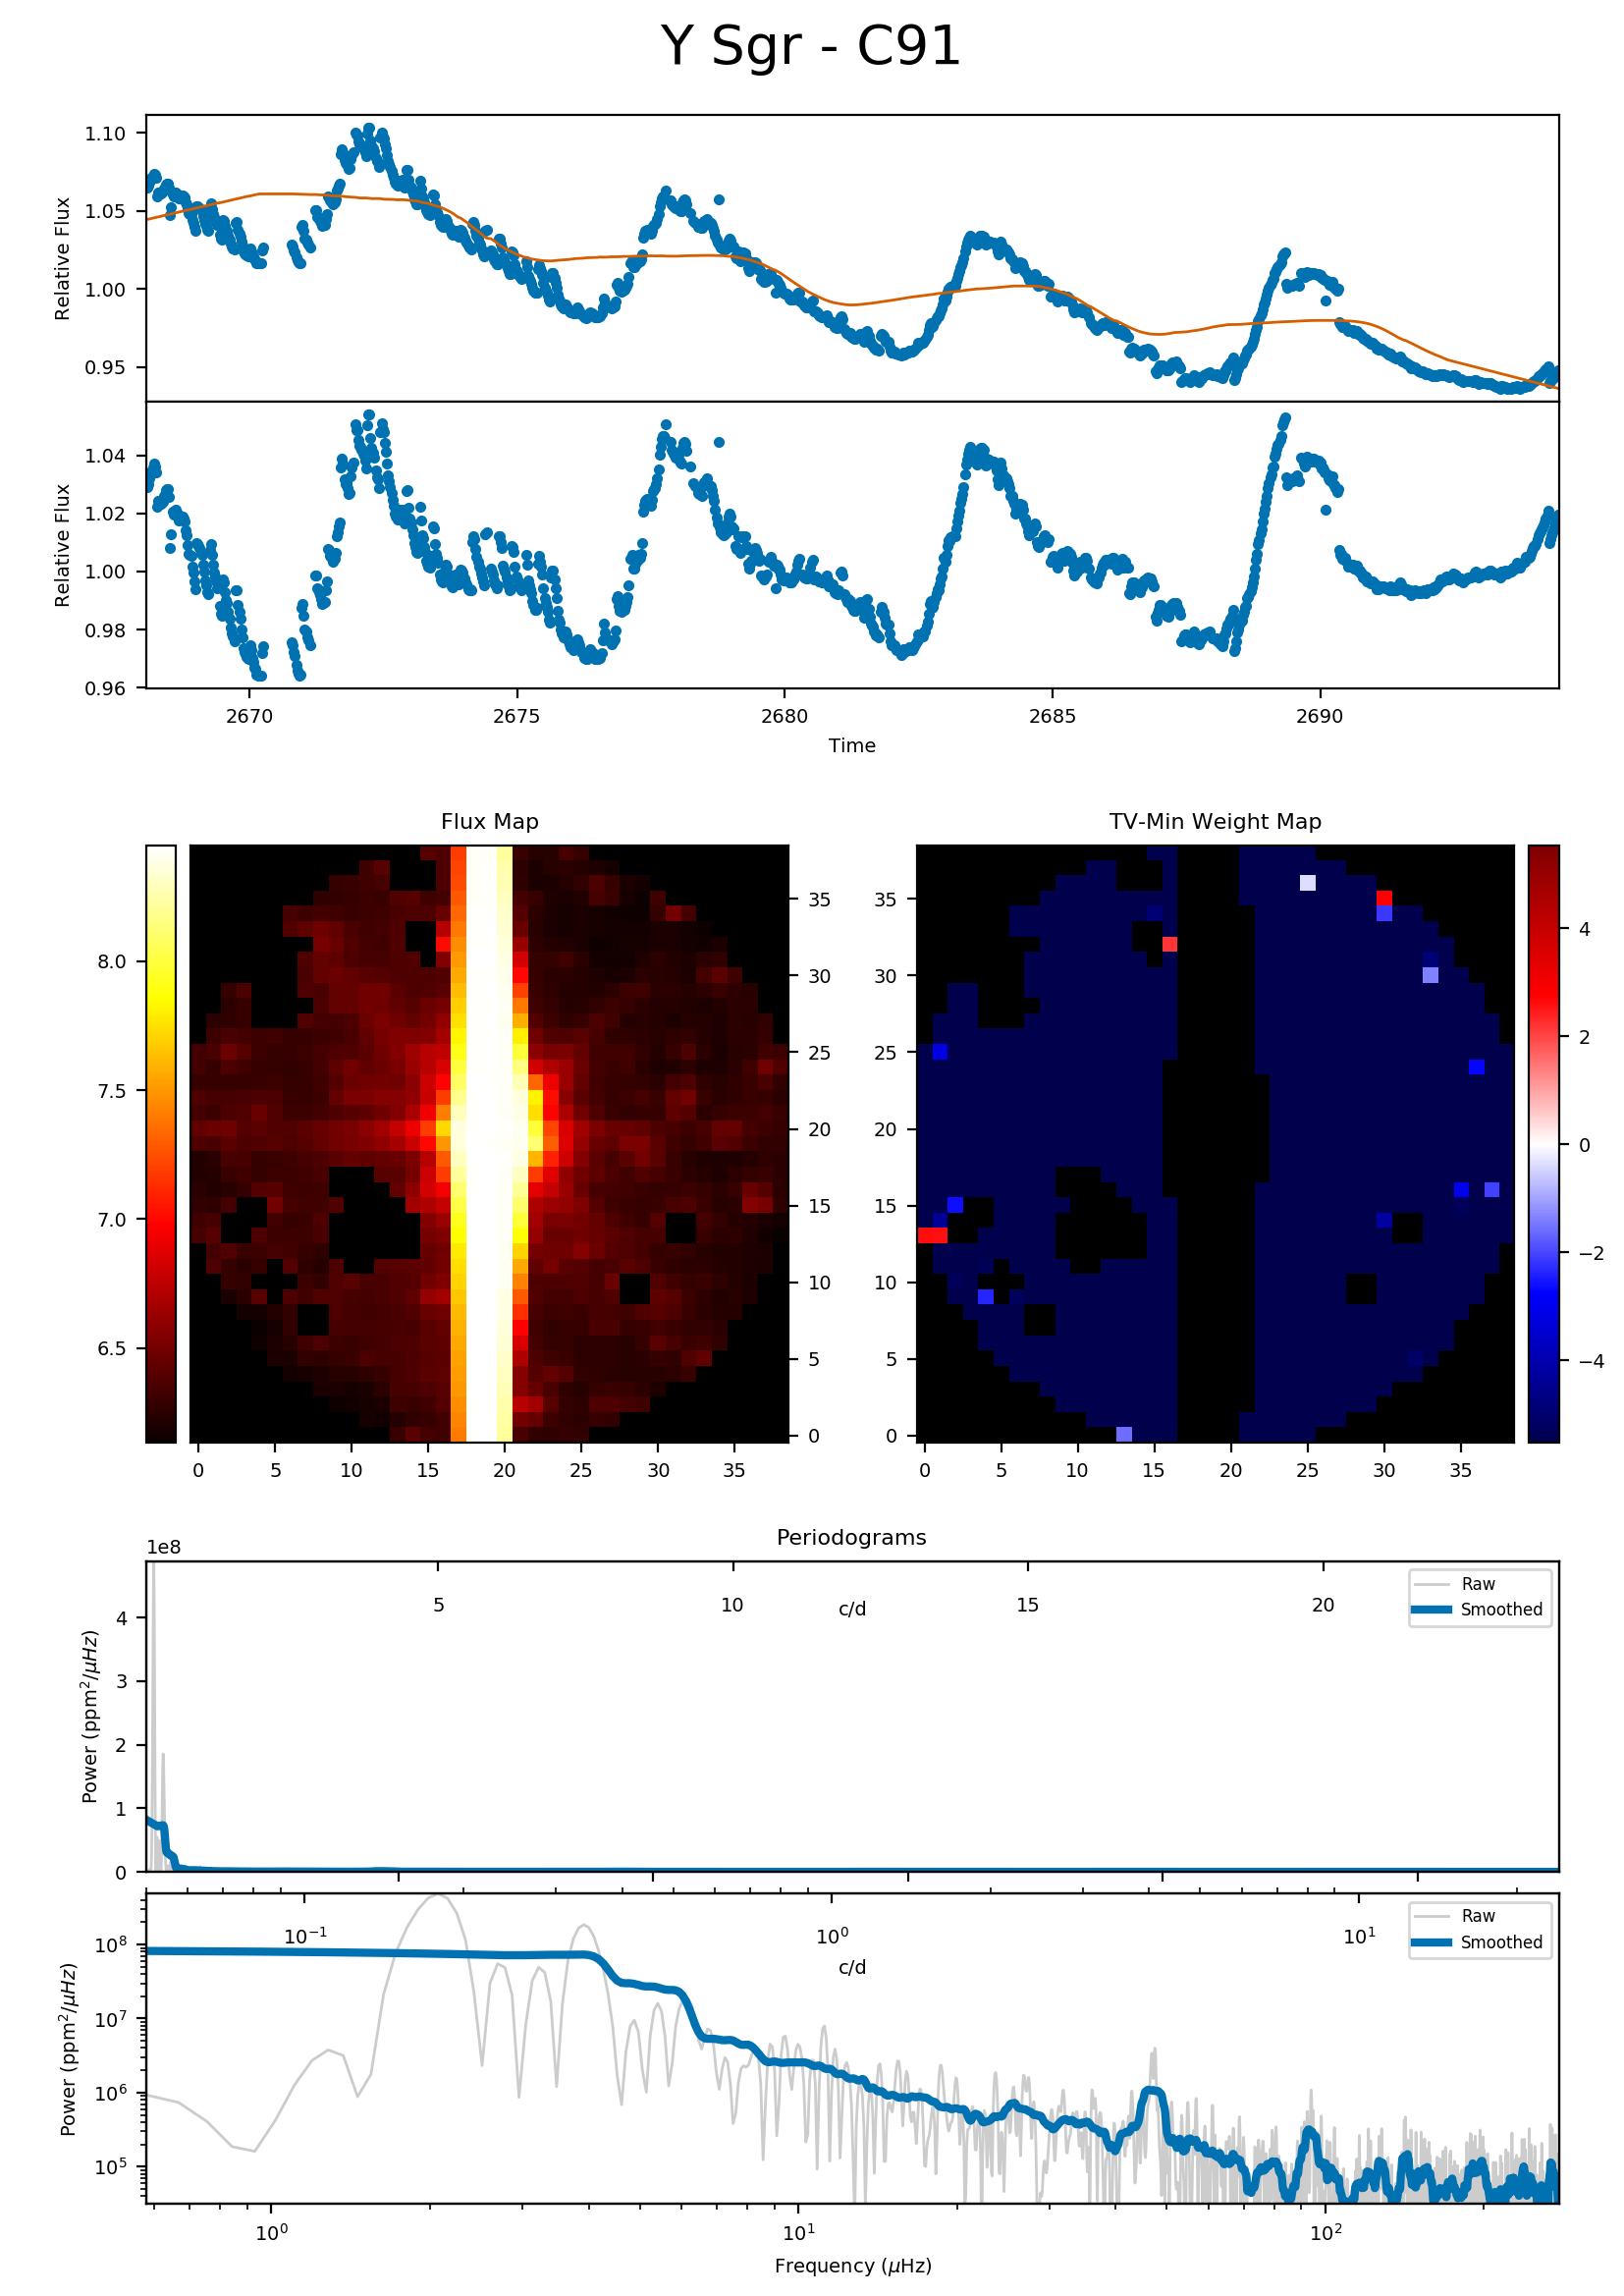 Y Sgr - C91
1.10
1.05
1.00
0.95
Relative Flux
1.04
1.02
1.00
0.98
0.96
Relative Flux
2670 2675 2680 2685 2690
Time
Flux Map
8.0
7.5
7.0
6.5
35
30
25
20
15
10
5
0
0 5 10 15 20 25 30 35
TV-Min Weight Map
35
30
25
20
15
10
5
0
0 5 10 15 20 25 30 35
4
2
0
−2
−4
Periodograms
1e8
5 10 15 20
c/d
Raw
Smoothed
4
3
2
1
0
Power (ppm²/μHz)
10⁻¹ 10⁰ 10¹
c/d
Raw
Smoothed
10⁸
10⁷
10⁶
10⁵
Power (ppm²/μHz)
10⁰ 10¹ 10²
Frequency (μHz)